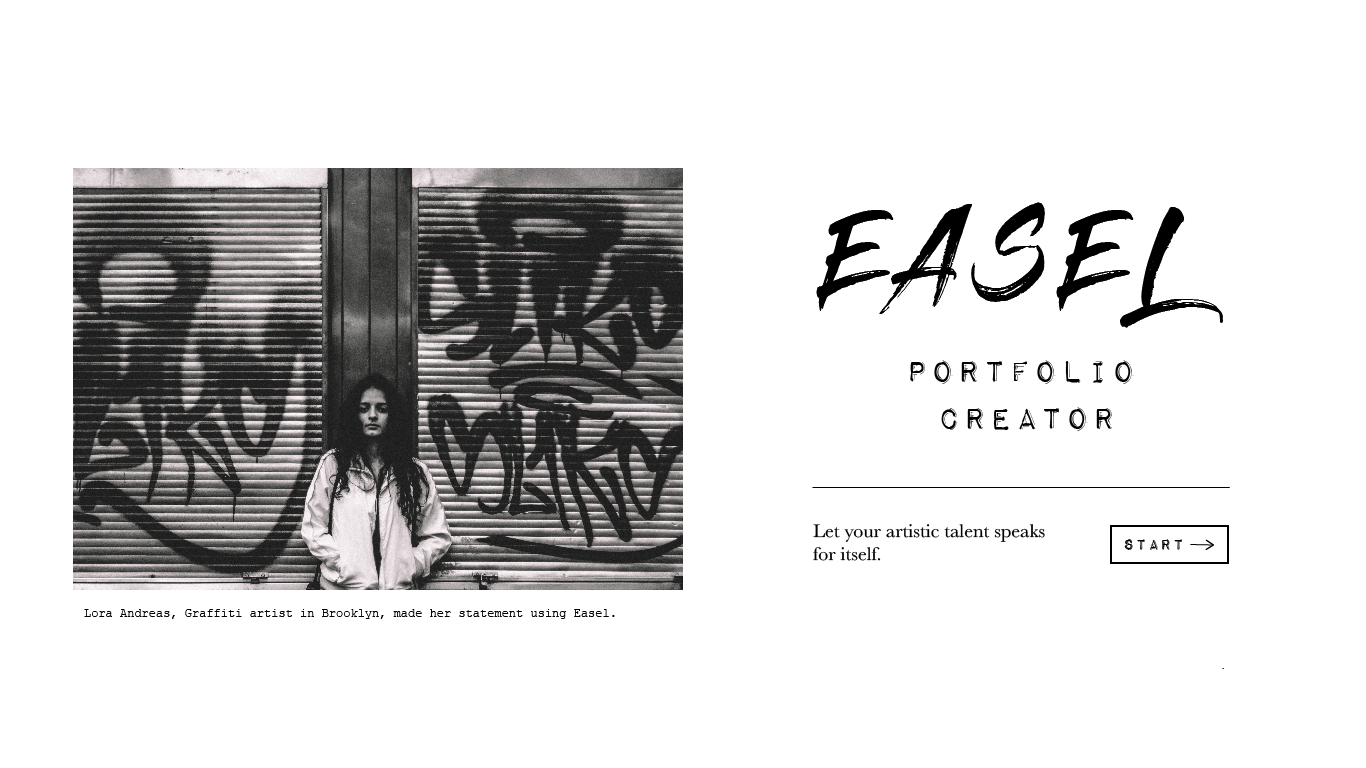 EASEL
PORTFOLIO
CREATOR
Let your artistic talent speaks
for itself.
START →
Lora Andreas, Graffiti artist in Brooklyn, made her statement using Easel.